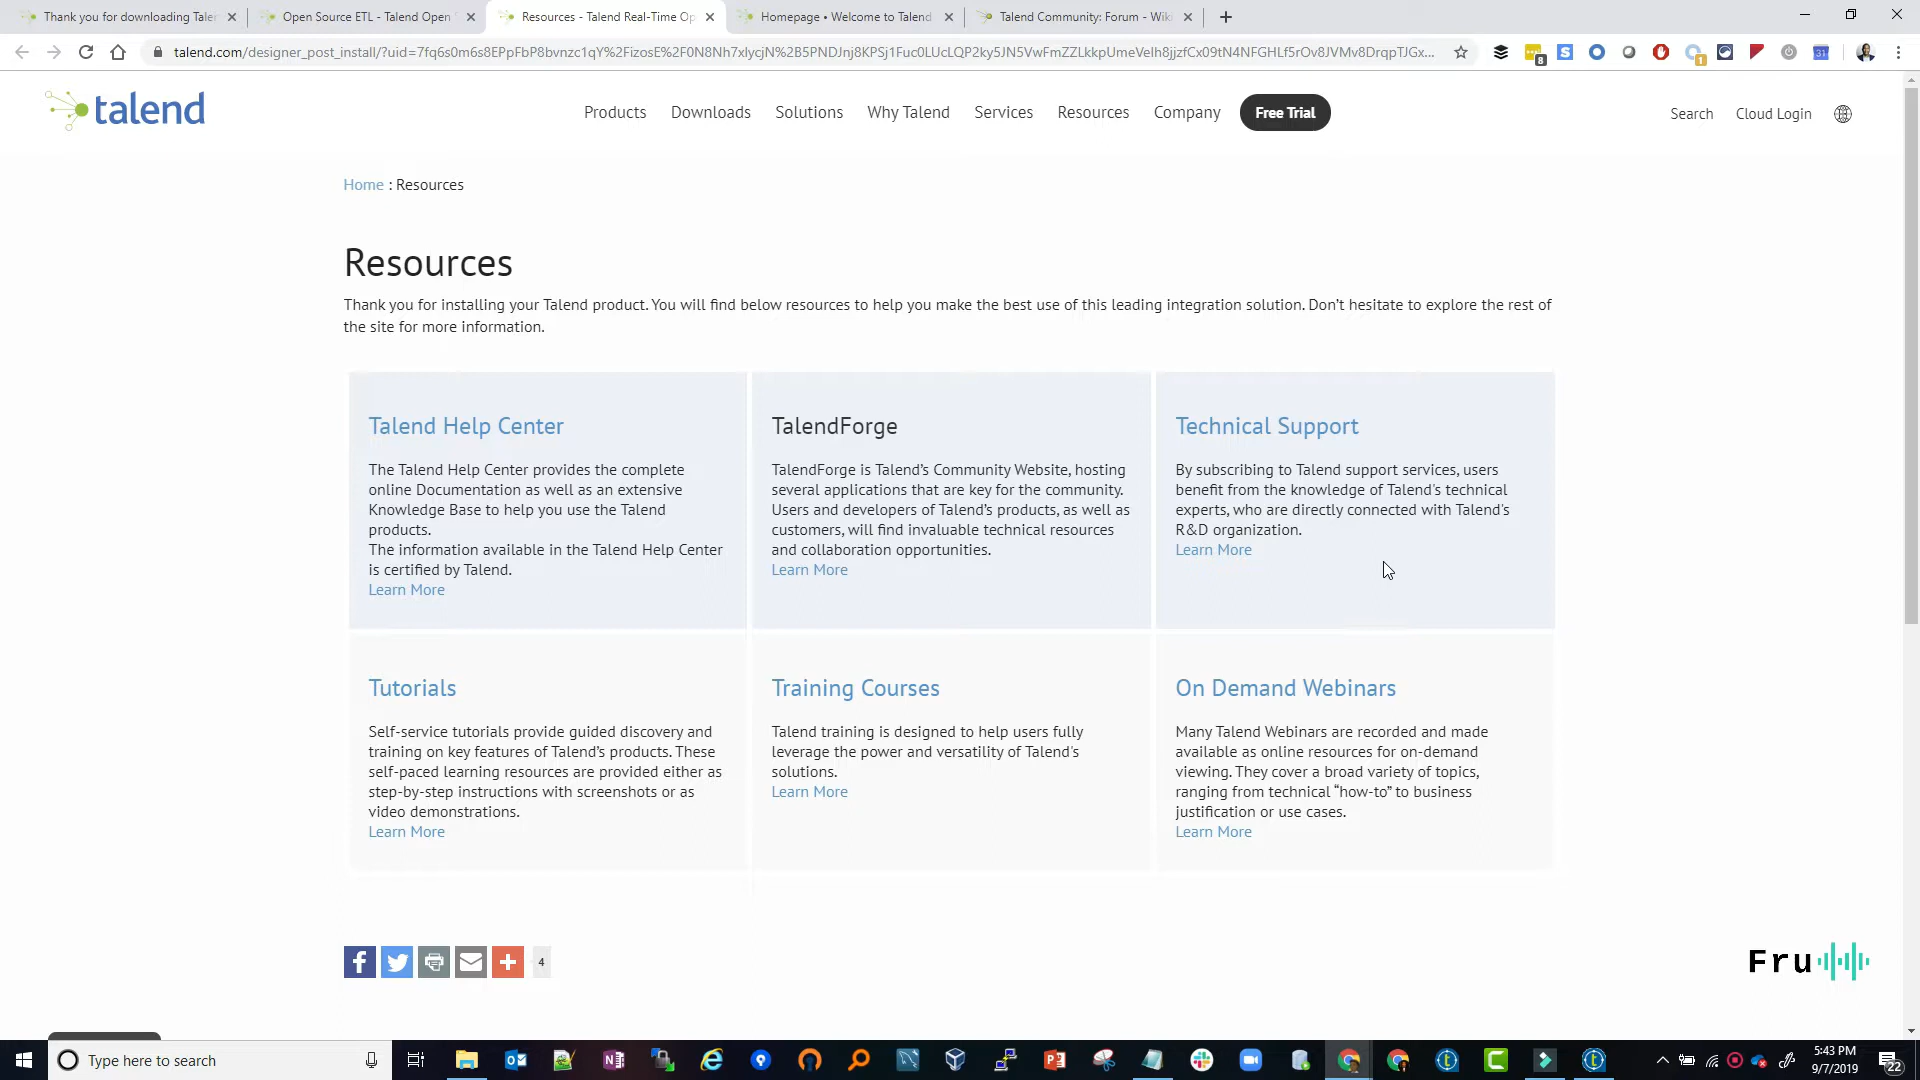 Thank you for downloading Talen
Open Source ETL - Talend Open
Resources - Talend Real-Time Op
Homepage • Welcome to Talend
Talend Community: Forum - Wiki
talend
Products
Downloads
Solutions
Why Talend
Services
Resources
Company
Free Trial
Search
Cloud Login
Home : Resources
Resources
Thank you for installing your Talend product. You will find below resources to help you make the best use of this leading integration solution. Don’t hesitate to explore the rest of
the site for more information.
Talend Help Center
The Talend Help Center provides the complete
online Documentation as well as an extensive
Knowledge Base to help you use the Talend
products.
The information available in the Talend Help Center
is certified by Talend.
Learn More
TalendForge
TalendForge is Talend’s Community Website, hosting
several applications that are key for the community.
Users and developers of Talend’s products, as well as
customers, will find invaluable technical resources
and collaboration opportunities.
Learn More
Technical Support
By subscribing to Talend support services, users
benefit from the knowledge of Talend's technical
experts, who are directly connected with Talend's
R&D organization.
Learn More
Tutorials
Self-service tutorials provide guided discovery and
training on key features of Talend’s products. These
self-paced learning resources are provided either as
step-by-step instructions with screenshots or as
video demonstrations.
Learn More
Training Courses
Talend training is designed to help users fully
leverage the power and versatility of Talend's
solutions.
Learn More
On Demand Webinars
Many Talend Webinars are recorded and made
available as online resources for on-demand
viewing. They cover a broad variety of topics,
ranging from technical “how-to” to business
justification or use cases.
Learn More
4
Fru
Type here to search
5:43 PM
9/7/2019
22